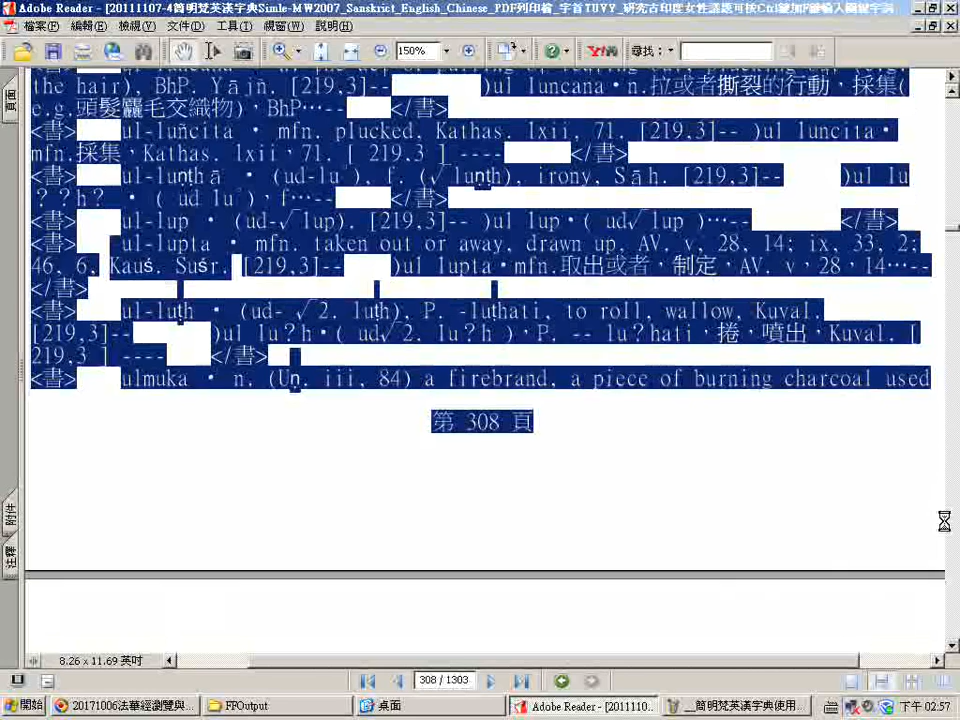 Adobe Reader - [20111107-4簡明梵英漢字典Simle-MW2007_Sanskrict_English_Chinese_PDF列印檔_字首TUVY_研究古印度女性議題可按Ctrl鍵加F鍵輸入關鍵字詞
檔案(F) 編輯(E) 檢視(V) 文件(D) 工具(T) 視窗(W) 說明(H)
150% Y! 尋找:
頁面
the hair), BhP. Yājñ. [219,3]-- )ul luncana‧n.拉或者撕裂的行動，採集(
e.g.頭髮髒毛交織物)，BhP…-- </書>
<書> ul-luñcita ‧ mfn. plucked, Kathas. lxii, 71. [219,3]-- )ul luncita‧
mfn.採集，Kathas. lxii，71. [ 219,3 ] ---- </書>
<書> ul-luṇṭhā ‧ (ud-lu˚), f. (√luṇṭh), irony, Sāh. [219,3]-- )ul lu
？?h？ ‧( ud lu˚)，f…-- </書>
<書> ul-lup ‧ (ud-√lup). [219,3]-- )ul lup‧( ud√lup )…-- </書>
<書> ul-lupta ‧ mfn. taken out or away, drawn up, AV. v, 28, 14; ix, 33, 2;
46, 6, Kauś. Suśr. [219,3]-- )ul lupta‧mfn.取出或者，制定，AV. v，28，14…--
</書>
<書> ul-luṭh ‧ (ud- √2. luṭh), P. -luṭhati, to roll, wallow, Kuval.
[219,3]-- )ul lu?h‧( ud√2. lu?h )，P. -- lu?hati，捲，噴出，Kuval. [
219,3 ] ---- </書>
<書> ulmuka ‧ n. (Uṇ. iii, 84) a firebrand, a piece of burning charcoal used
第 308 頁
附件
注釋
8.26 x 11.69 英吋
308 / 1303
開始 20171006法華經瀏覽與... FFOutput 桌面 Adobe Reader - [2011110... __簡明梵英字典使用... 下午 02:57